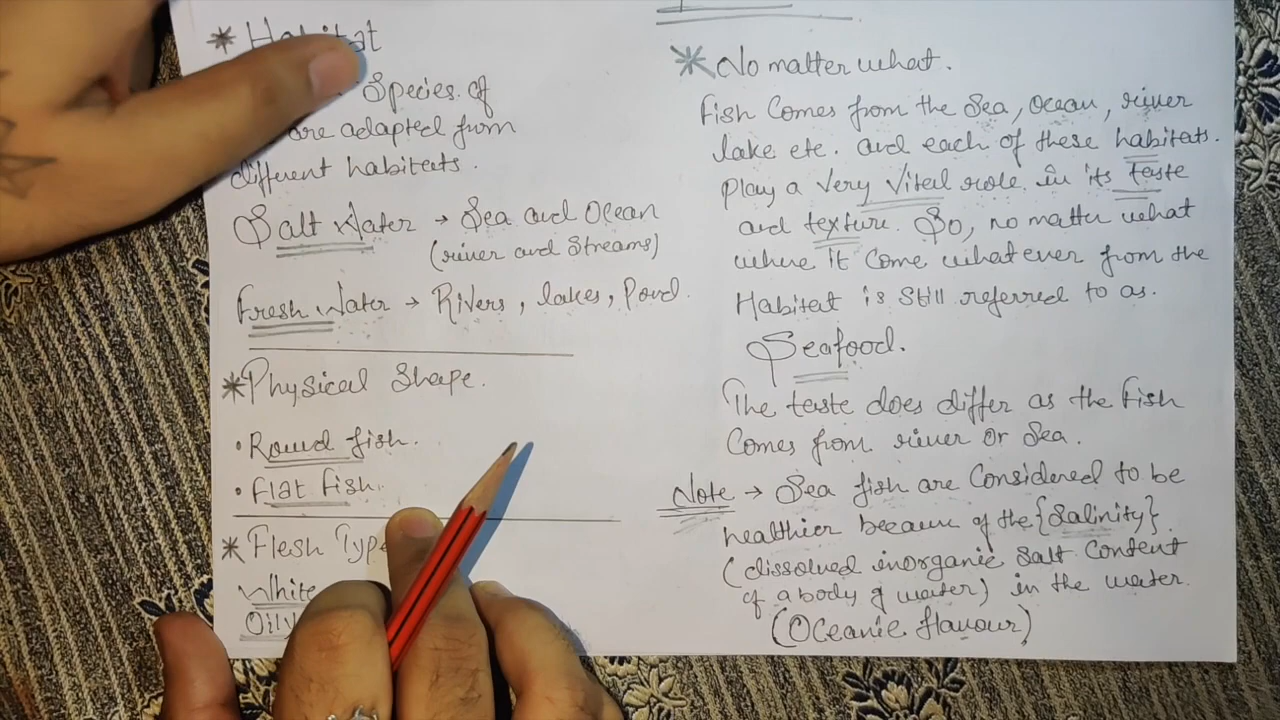 * Habitat
Species of
are adapted from
different habitats.
Salt Water → Sea and Ocean
(river and Streams)
Fresh Water → Rivers, lakes, Pond.
* Physical Shape.
• Round fish.
• Flat fish.
* Flesh Type
White
Oily
* No matter what.
Fish Comes from the Sea, Ocean, river
lake etc. and each of these habitats.
Play a Very Vital role in its taste
and texture. So, no matter what
where it Come whatever from the
Habitat is Still referred to as.
Seafood.
The taste does differ as the Fish
Comes from river or Sea.
Note → Sea fish are Considered to be
healthier because of the {Salinity}.
(dissolved inorganic Salt Content
of a body of water) in the water.
(Oceanic flavour)